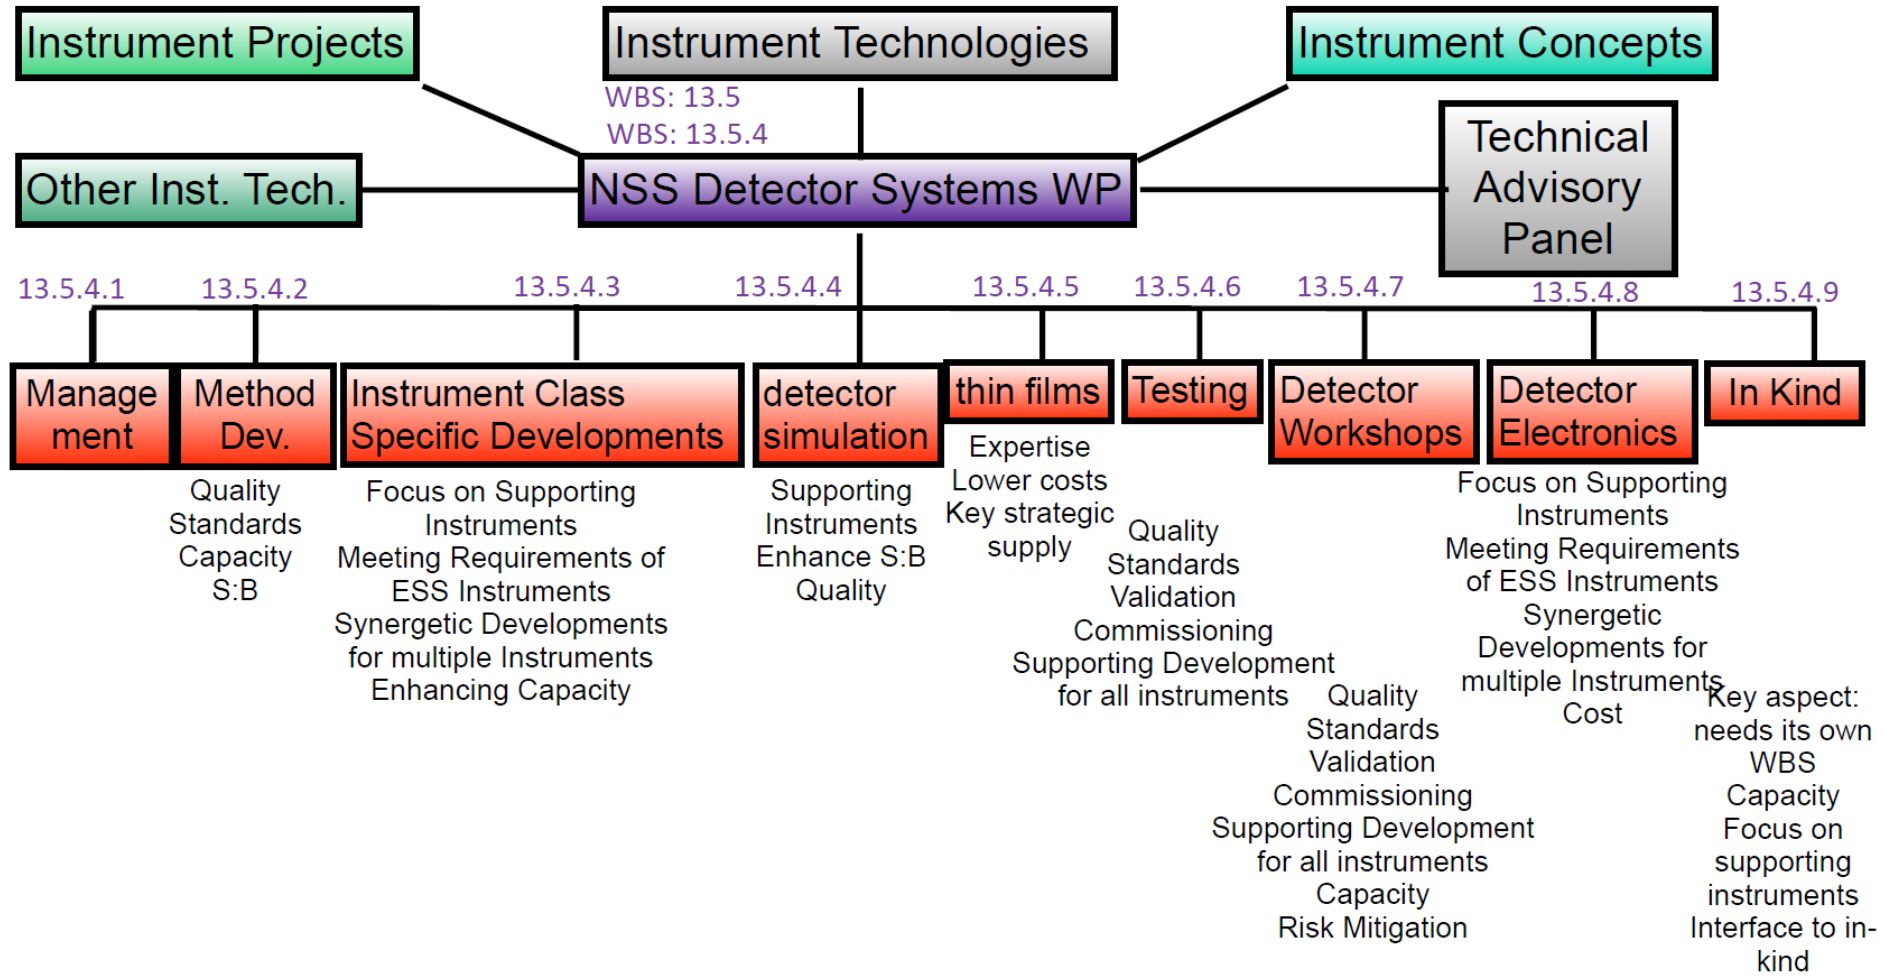 Instrument Projects
Instrument Technologies
Instrument Concepts
WBS: 13.5
WBS: 13.5.4
Technical
Advisory
Panel
Other Inst. Tech.
NSS Detector Systems WP
13.5.4.1
13.5.4.2
13.5.4.3
13.5.4.4
13.5.4.5
13.5.4.6
13.5.4.7
13.5.4.8
13.5.4.9
Manage
ment
Method
Dev.
Quality
Standards
Capacity
S:B
Instrument Class
Specific Developments
Focus on Supporting
Instruments
Meeting Requirements of
ESS Instruments
Synergetic Developments
for multiple Instruments
Enhancing Capacity
detector
simulation
Supporting
Instruments
Enhance S:B
Quality
thin films
Expertise
Lower costs
Key strategic
supply
Testing
Quality
Standards
Validation
Commissioning
Supporting Development
for all instruments
Detector
Workshops
Quality
Standards
Validation
Commissioning
Supporting Development
for all instruments
Capacity
Risk Mitigation
Detector
Electronics
Focus on Supporting
Instruments
Meeting Requirements
of ESS Instruments
Synergetic
Developments for
multiple Instruments
Cost
In Kind
Key aspect:
needs its own
WBS
Capacity
Focus on
supporting
instruments
Interface to in-
kind